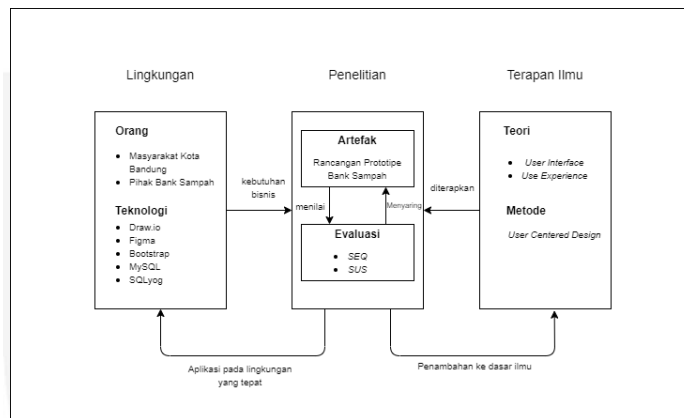 Lingkungan
Penelitian
Terapan Ilmu
Orang
Masyarakat Kota
Bandung
Pihak Bank Sampah
Teknologi
Draw.io
Figma
Bootstrap
MySQL
SQLyog
kebutuhan
bisnis
Artefak
Rancangan Prototipe
Bank Sampah
menilai
Menyaring
Evaluasi
SEQ
SUS
diterapkan
Teori
User Interface
Use Experience
Metode
User Centered Design
Aplikasi pada lingkungan
yang tepat
Penambahan ke dasar ilmu